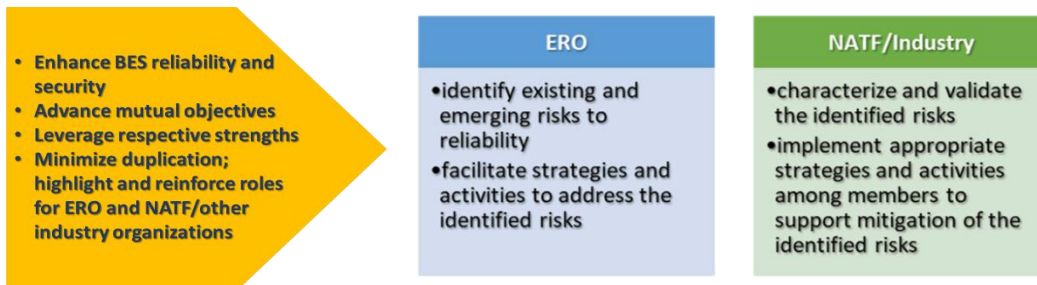 • Enhance BES reliability and
security
• Advance mutual objectives
• Leverage respective strengths
• Minimize duplication;
highlight and reinforce roles
for ERO and NATF/other
industry organizations
ERO
•identify existing and
emerging risks to
reliability
•facilitate strategies and
activities to address the
identified risks
NATF/Industry
•characterize and validate
the identified risks
•implement appropriate
strategies and activities
among members to
support mitigation of the
identified risks